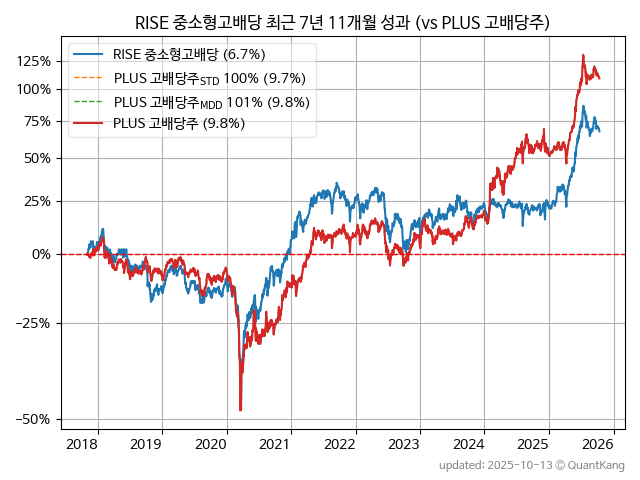 RISE 중소형고배당 최근 7년 11개월 성과 (vs PLUS 고배당주)
RISE 중소형고배당 (6.7%)
PLUS 고배당주STD 100% (9.7%)
PLUS 고배당주MDD 101% (9.8%)
PLUS 고배당주 (9.8%)
125%
100%
75%
50%
25%
0%
−25%
−50%
2018 2019 2020 2021 2022 2023 2024 2025 2026
updated: 2025-10-13 © QuantKang